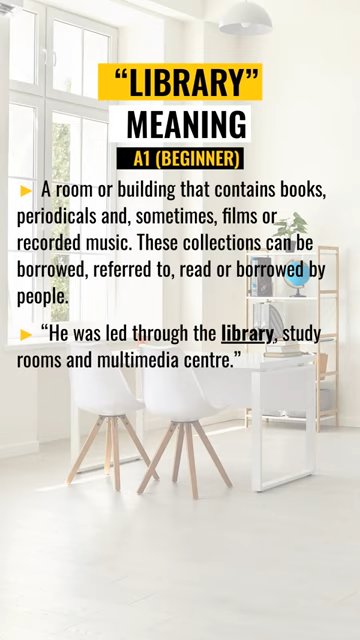 “LIBRARY”
MEANING
A1 (BEGINNER)
► A room or building that contains books,
periodicals and, sometimes, films or
recorded music. These collections can be
borrowed, referred to, read or borrowed by
people.
► “He was led through the library, study
rooms and multimedia centre.”